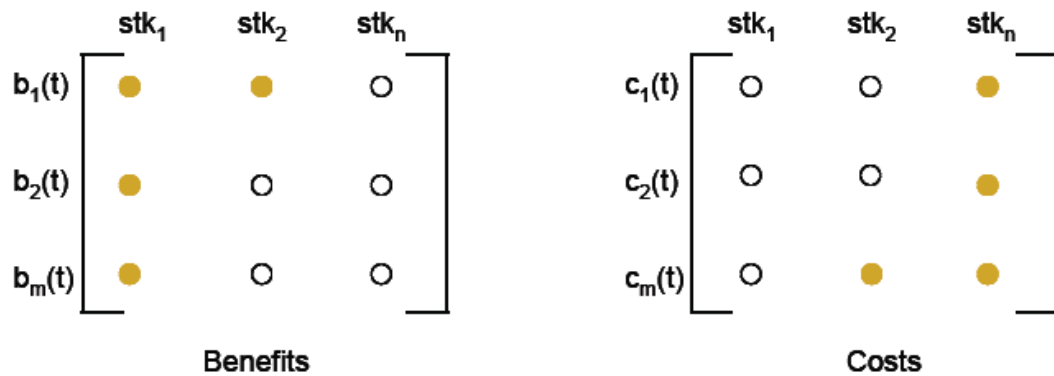 stk₁ stk₂ stkₙ stk₁ stk₂ stkₙ
b₁(t) c₁(t)
b₂(t) c₂(t)
bₘ(t) cₘ(t)
Benefits Costs